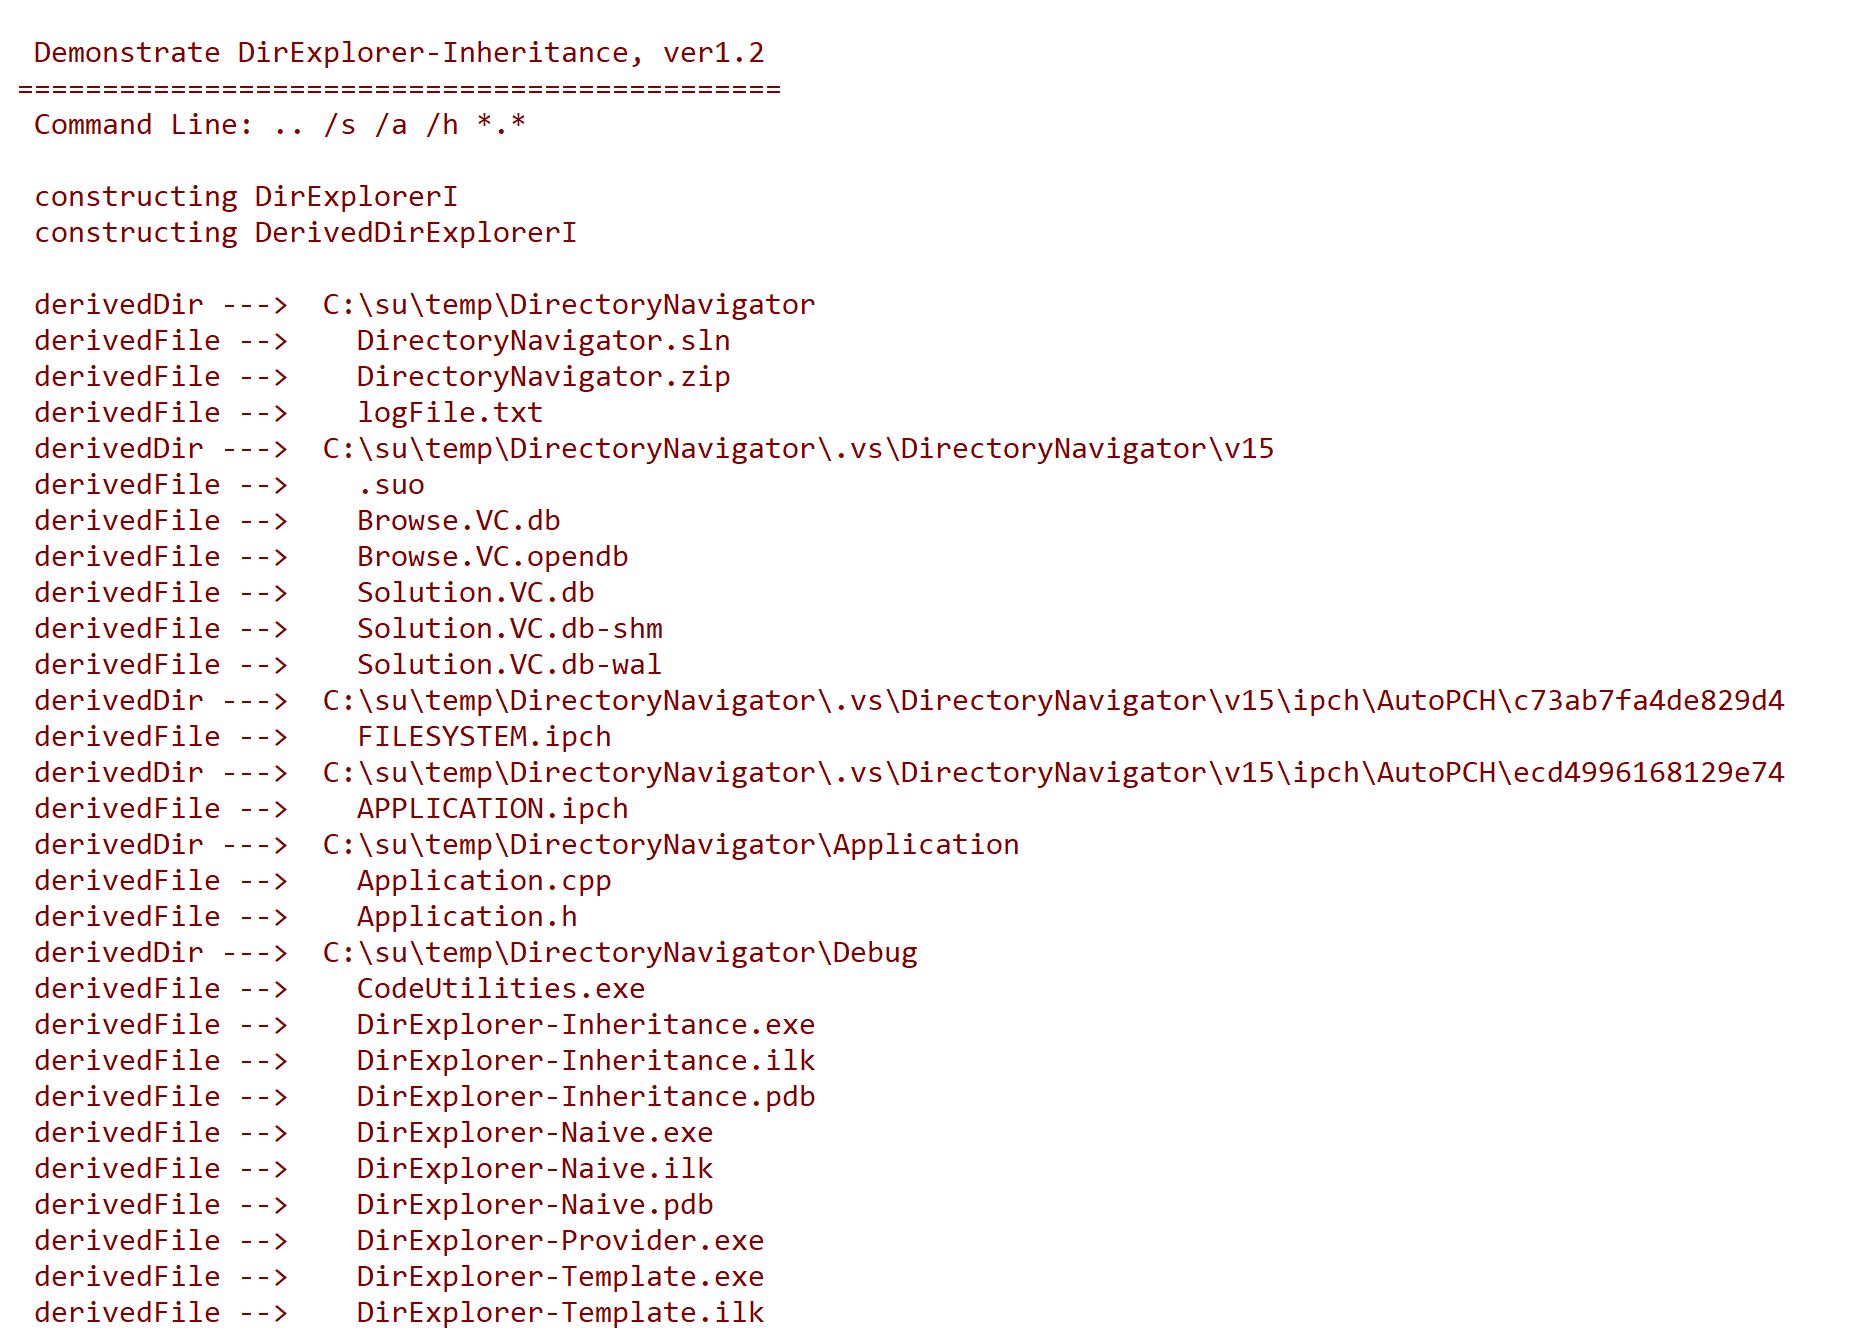 Demonstrate DirExplorer-Inheritance, ver1.2
=============================================
Command Line: .. /s /a /h *.*
constructing DirExplorerI
constructing DerivedDirExplorerI
derivedDir --->  C:\su\temp\DirectoryNavigator
derivedFile -->    DirectoryNavigator.sln
derivedFile -->    DirectoryNavigator.zip
derivedFile -->    logFile.txt
derivedDir --->  C:\su\temp\DirectoryNavigator\.vs\DirectoryNavigator\v15
derivedFile -->    .suo
derivedFile -->    Browse.VC.db
derivedFile -->    Browse.VC.opendb
derivedFile -->    Solution.VC.db
derivedFile -->    Solution.VC.db-shm
derivedFile -->    Solution.VC.db-wal
derivedDir --->  C:\su\temp\DirectoryNavigator\.vs\DirectoryNavigator\v15\ipch\AutoPCH\c73ab7fa4de829d4
derivedFile -->    FILESYSTEM.ipch
derivedDir --->  C:\su\temp\DirectoryNavigator\.vs\DirectoryNavigator\v15\ipch\AutoPCH\ecd4996168129e74
derivedFile -->    APPLICATION.ipch
derivedDir --->  C:\su\temp\DirectoryNavigator\Application
derivedFile -->    Application.cpp
derivedFile -->    Application.h
derivedDir --->  C:\su\temp\DirectoryNavigator\Debug
derivedFile -->    CodeUtilities.exe
derivedFile -->    DirExplorer-Inheritance.exe
derivedFile -->    DirExplorer-Inheritance.ilk
derivedFile -->    DirExplorer-Inheritance.pdb
derivedFile -->    DirExplorer-Naive.exe
derivedFile -->    DirExplorer-Naive.ilk
derivedFile -->    DirExplorer-Naive.pdb
derivedFile -->    DirExplorer-Provider.exe
derivedFile -->    DirExplorer-Template.exe
derivedFile -->    DirExplorer-Template.ilk